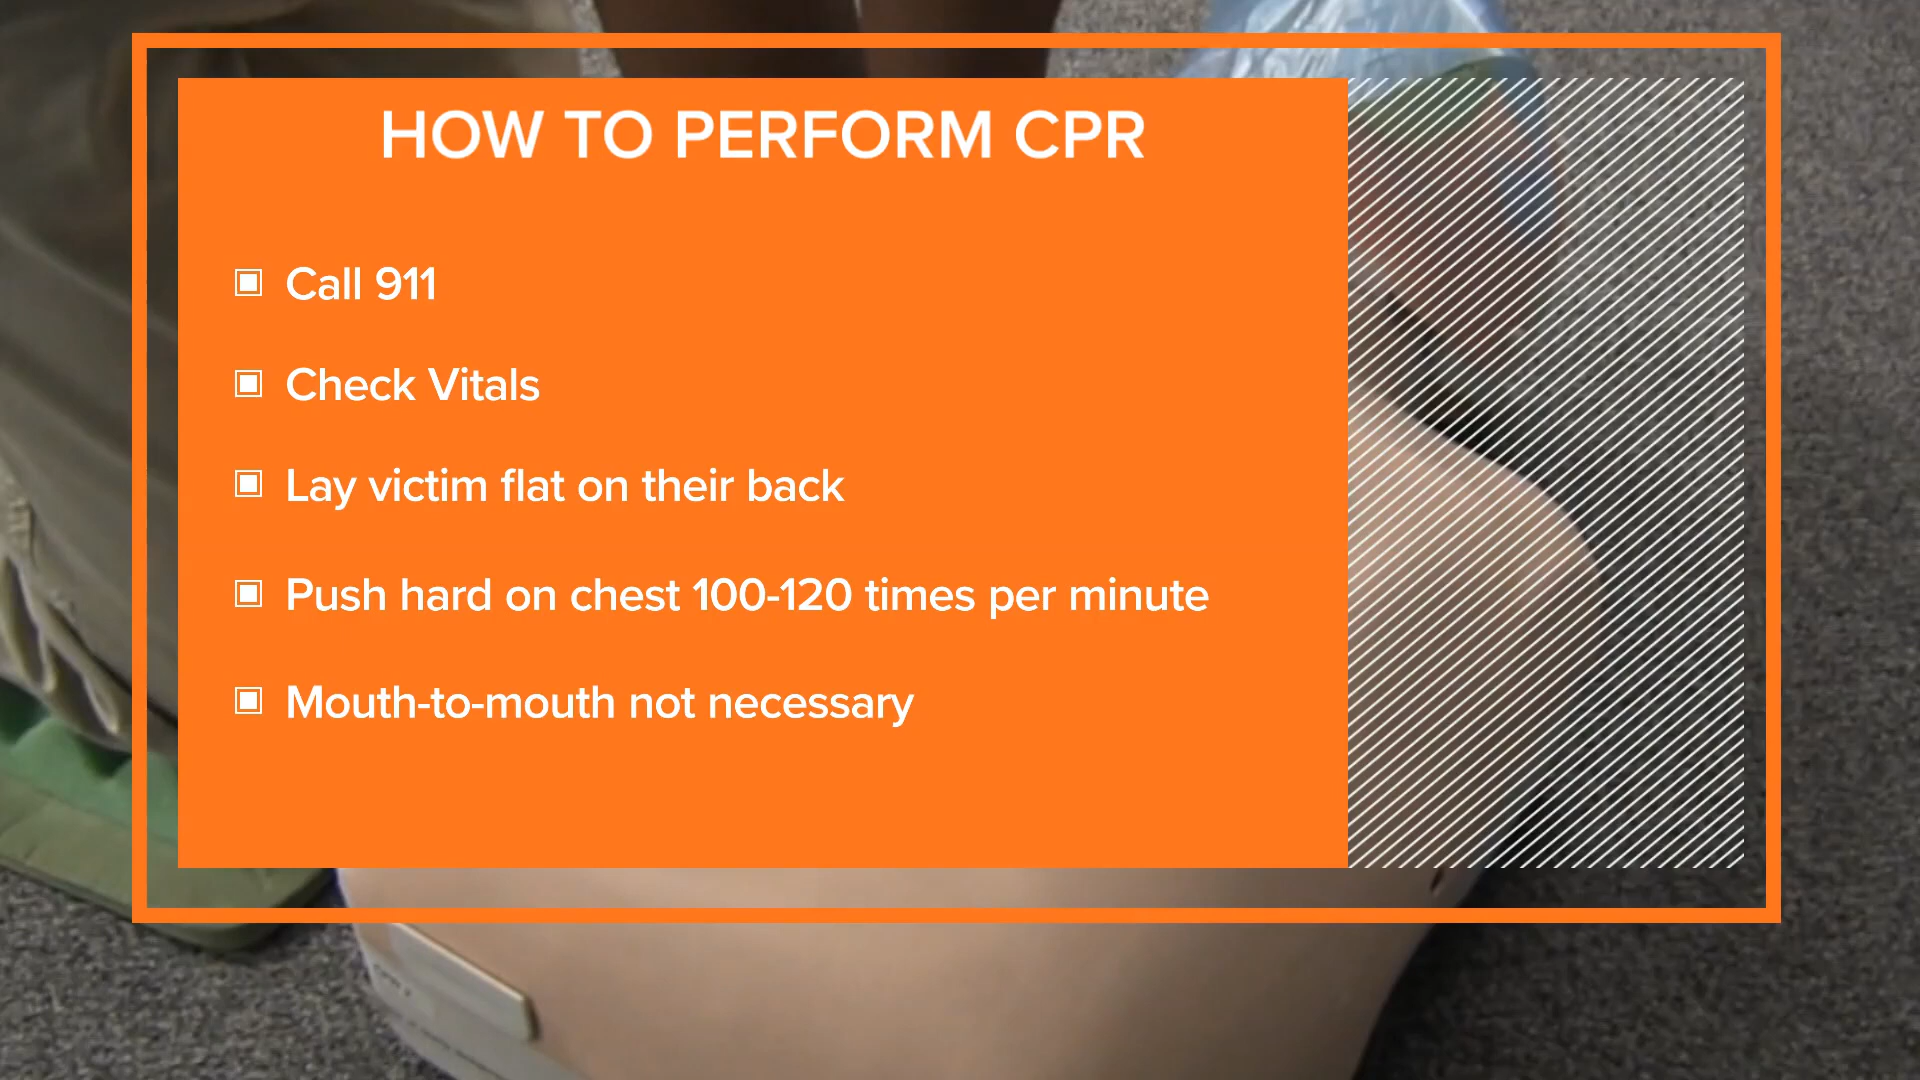 HOW TO PERFORM CPR
Call 911
Check Vitals
Lay victim flat on their back
Push hard on chest 100-120 times per minute
Mouth-to-mouth not necessary